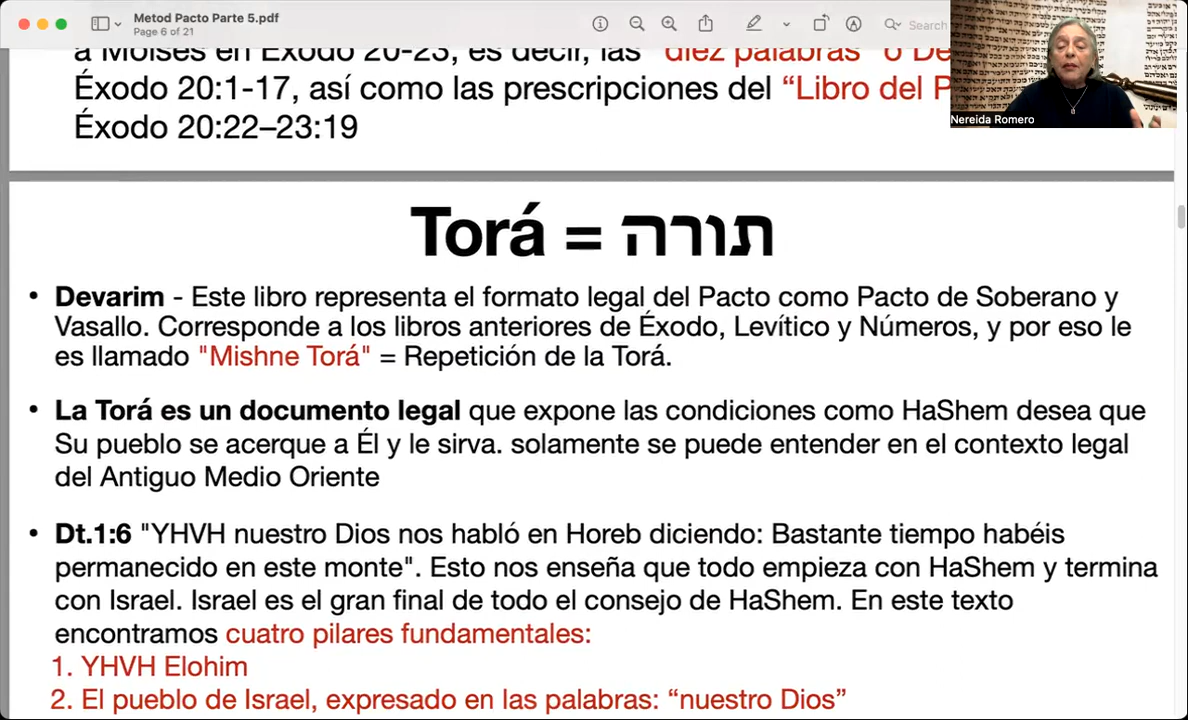 Metod Pacto Parte 5.pdf
Page 6 of 21
Search
Nereida Romero
a Moisés en Éxodo 20-23, es decir, las "diez palabras" o
Éxodo 20:1-17, así como las prescripciones del “Libro del
Éxodo 20:22–23:19
Torá = תורה
• Devarim - Este libro representa el formato legal del Pacto como Pacto de Soberano y
Vasallo. Corresponde a los libros anteriores de Éxodo, Levítico y Números, y por eso le
es llamado "Mishne Torá" = Repetición de la Torá.
• La Torá es un documento legal que expone las condiciones como HaShem desea que
Su pueblo se acerque a Él y le sirva. solamente se puede entender en el contexto legal
del Antiguo Medio Oriente
• Dt.1:6 "YHVH nuestro Dios nos habló en Horeb diciendo: Bastante tiempo habéis
permanecido en este monte". Esto nos enseña que todo empieza con HaShem y termina
con Israel. Israel es el gran final de todo el consejo de HaShem. En este texto
encontramos cuatro pilares fundamentales:
1. YHVH Elohim
2. El pueblo de Israel, expresado en las palabras: “nuestro Dios”